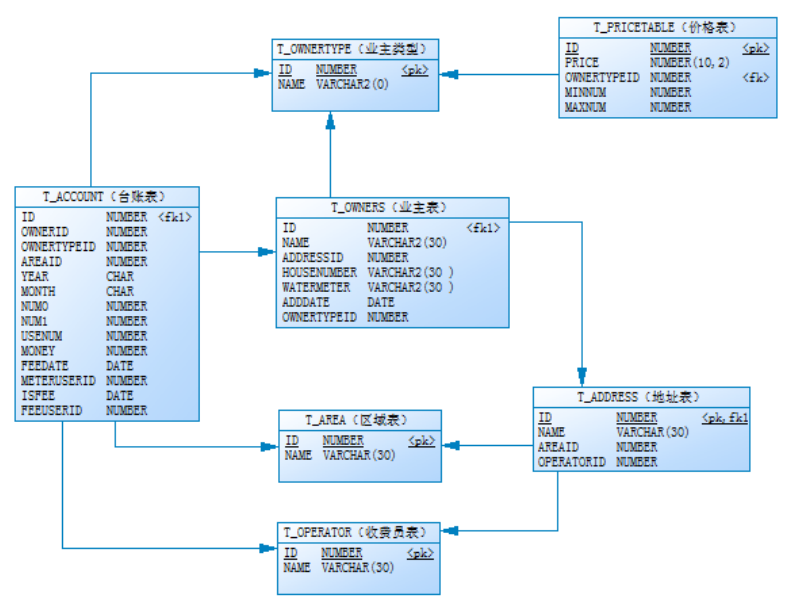 T_OWNERTYPE (业主类型)
ID NUMBER <pk>
NAME VARCHAR2(0)
T_PRICETABLE (价格表)
ID NUMBER <pk>
PRICE NUMBER(10,2)
OWNERTYPEID NUMBER <fk>
MINNUM NUMBER
MAXNUM NUMBER
T_ACCOUNT (台账表)
ID NUMBER <fk1>
OWNERID NUMBER
OWNERTYPEID NUMBER
AREAID NUMBER
YEAR CHAR
MONTH CHAR
NUM0 NUMBER
NUM1 NUMBER
USENUM NUMBER
MONEY NUMBER
FEEDATE DATE
METERUSERID NUMBER
ISFEE DATE
FEEUSERID NUMBER
T_OWNERS (业主表)
ID NUMBER <fk1>
NAME VARCHAR2(30)
ADDRESSID NUMBER
HOUSENUMBER VARCHAR2(30 )
WATERMETER VARCHAR2(30 )
ADDDATE DATE
OWNERTYPEID NUMBER
T_ADDRESS (地址表)
ID NUMBER <pk,fk1
NAME VARCHAR(30)
AREAID NUMBER
OPERATORID NUMBER
T_AREA (区域表)
ID NUMBER <pk>
NAME VARCHAR(30)
T_OPERATOR (收费员表)
ID NUMBER <pk>
NAME VARCHAR(30)